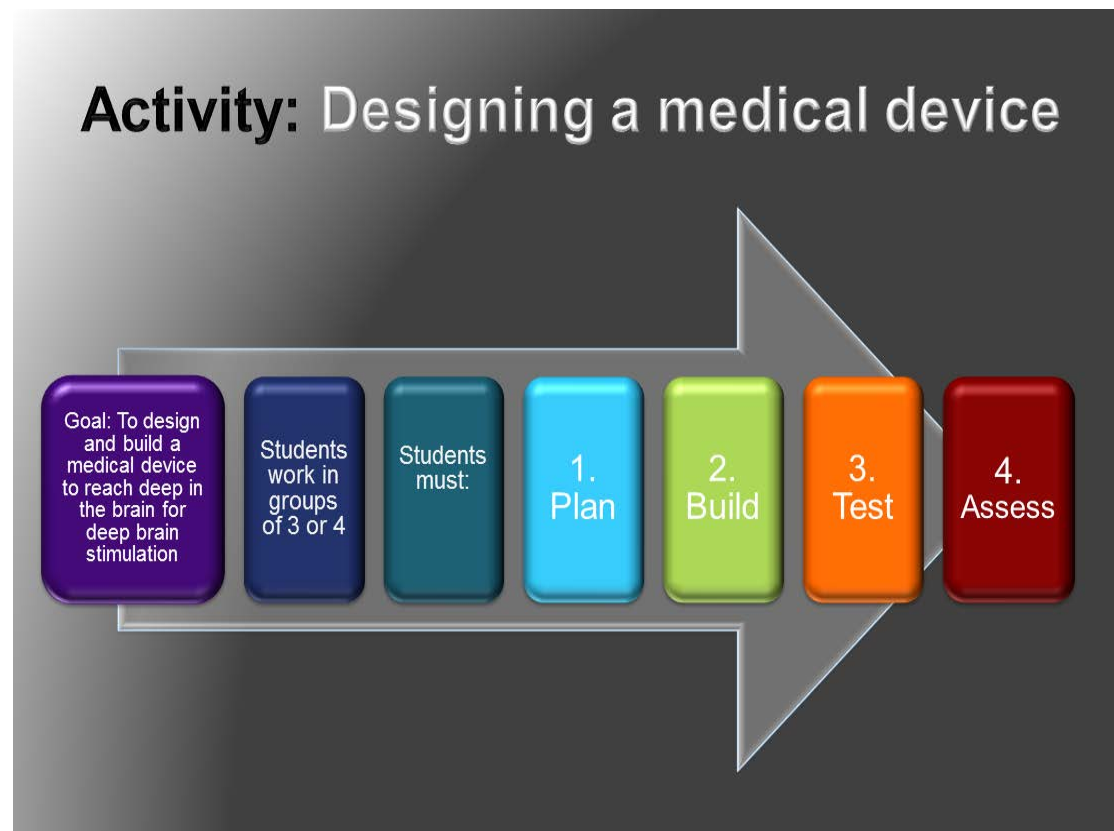 Activity: Designing a medical device
Goal: To design
and build a
medical device
to reach deep in
the brain for
deep brain
stimulation
Students
work in
groups
of 3 or 4
Students
must:
1.
Plan
2.
Build
3.
Test
4.
Assess